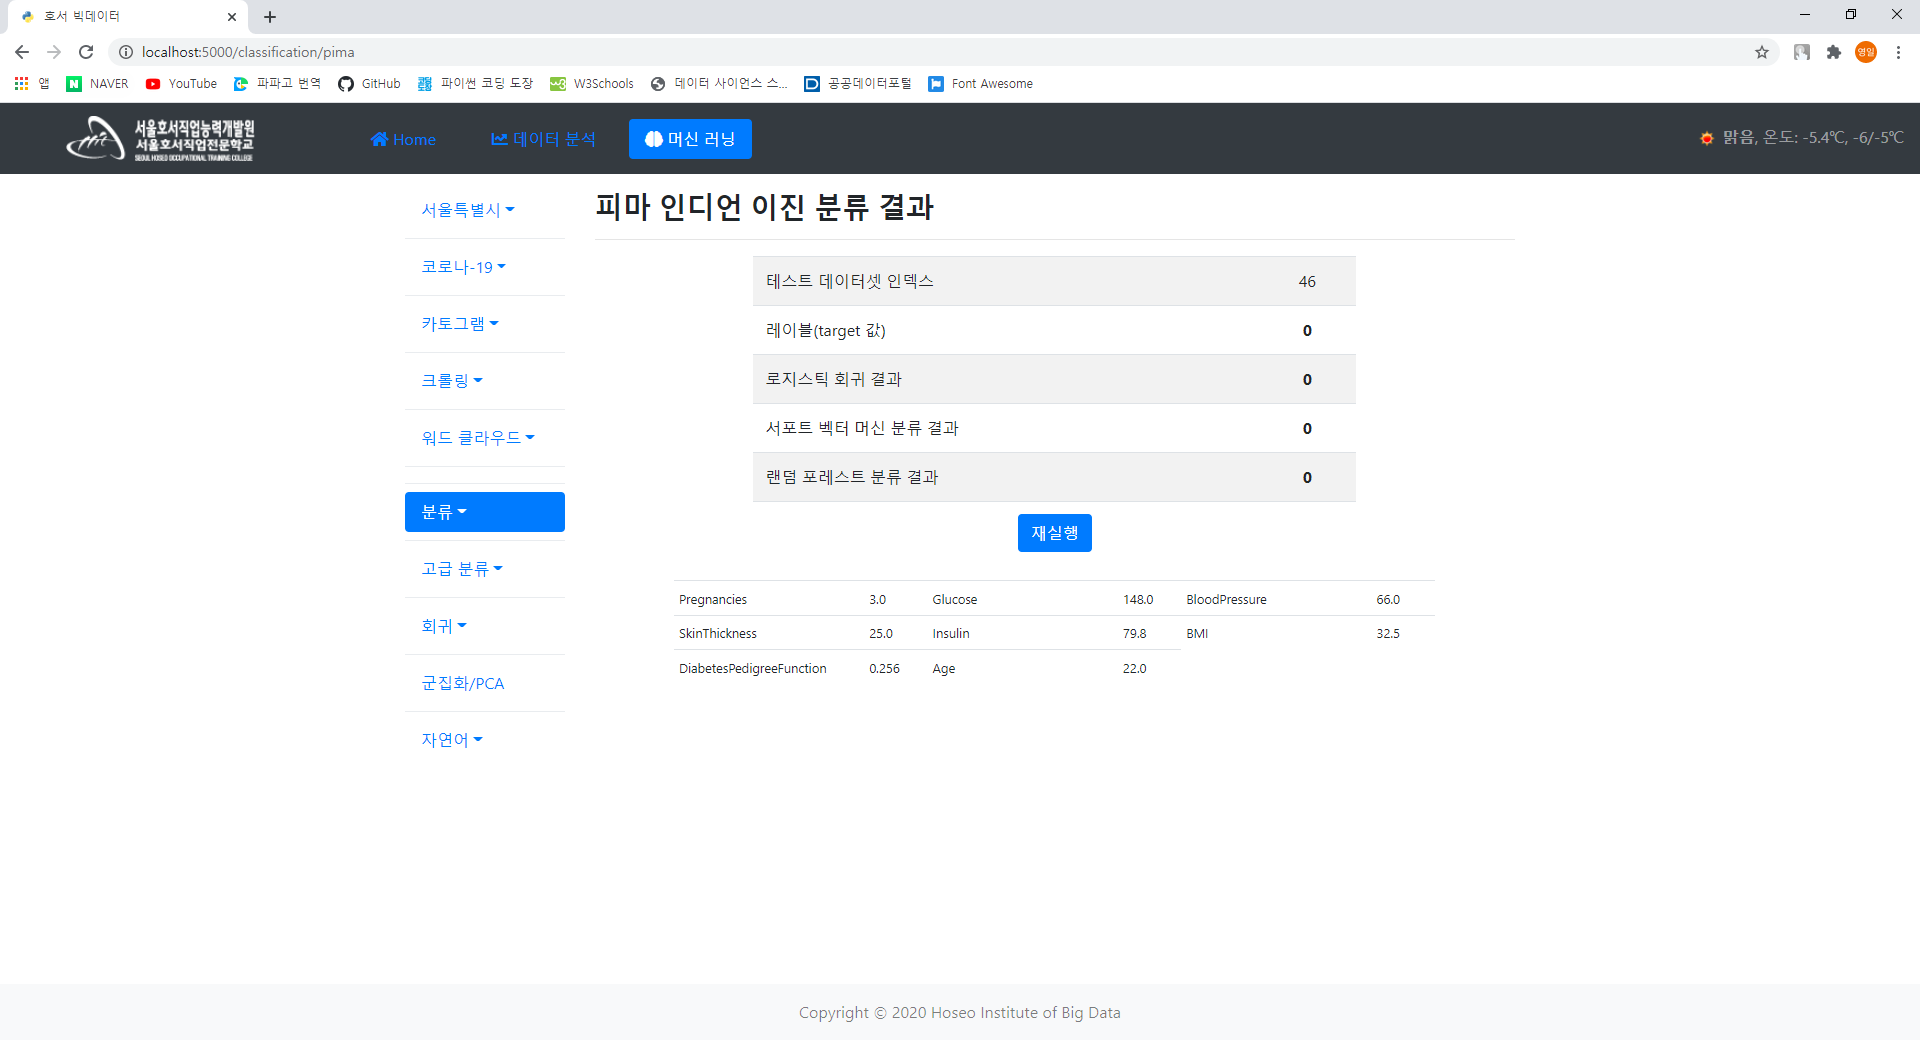 호서 빅데이터
localhost:5000/classification/pima
영일
앱 NAVER YouTube 파파고 번역 GitHub 파이썬 코딩 도장 W3Schools 데이터 사이언스 스... 공공데이터포털 Font Awesome
서울호서직업능력개발원
서울호서직업전문학교
SEOUL HOSEO OCCUPATIONAL TRAINING COLLEGE
Home 데이터 분석 머신 러닝
맑음, 온도: -5.4℃, -6/-5℃
서울특별시
코로나-19
카토그램
크롤링
워드 클라우드
분류
고급 분류
회귀
군집화/PCA
자연어
피마 인디언 이진 분류 결과
테스트 데이터셋 인덱스 46
레이블(target 값) 0
로지스틱 회귀 결과 0
서포트 벡터 머신 분류 결과 0
랜덤 포레스트 분류 결과 0
재실행
Pregnancies 3.0 Glucose 148.0 BloodPressure 66.0
SkinThickness 25.0 Insulin 79.8 BMI 32.5
DiabetesPedigreeFunction 0.256 Age 22.0
Copyright © 2020 Hoseo Institute of Big Data